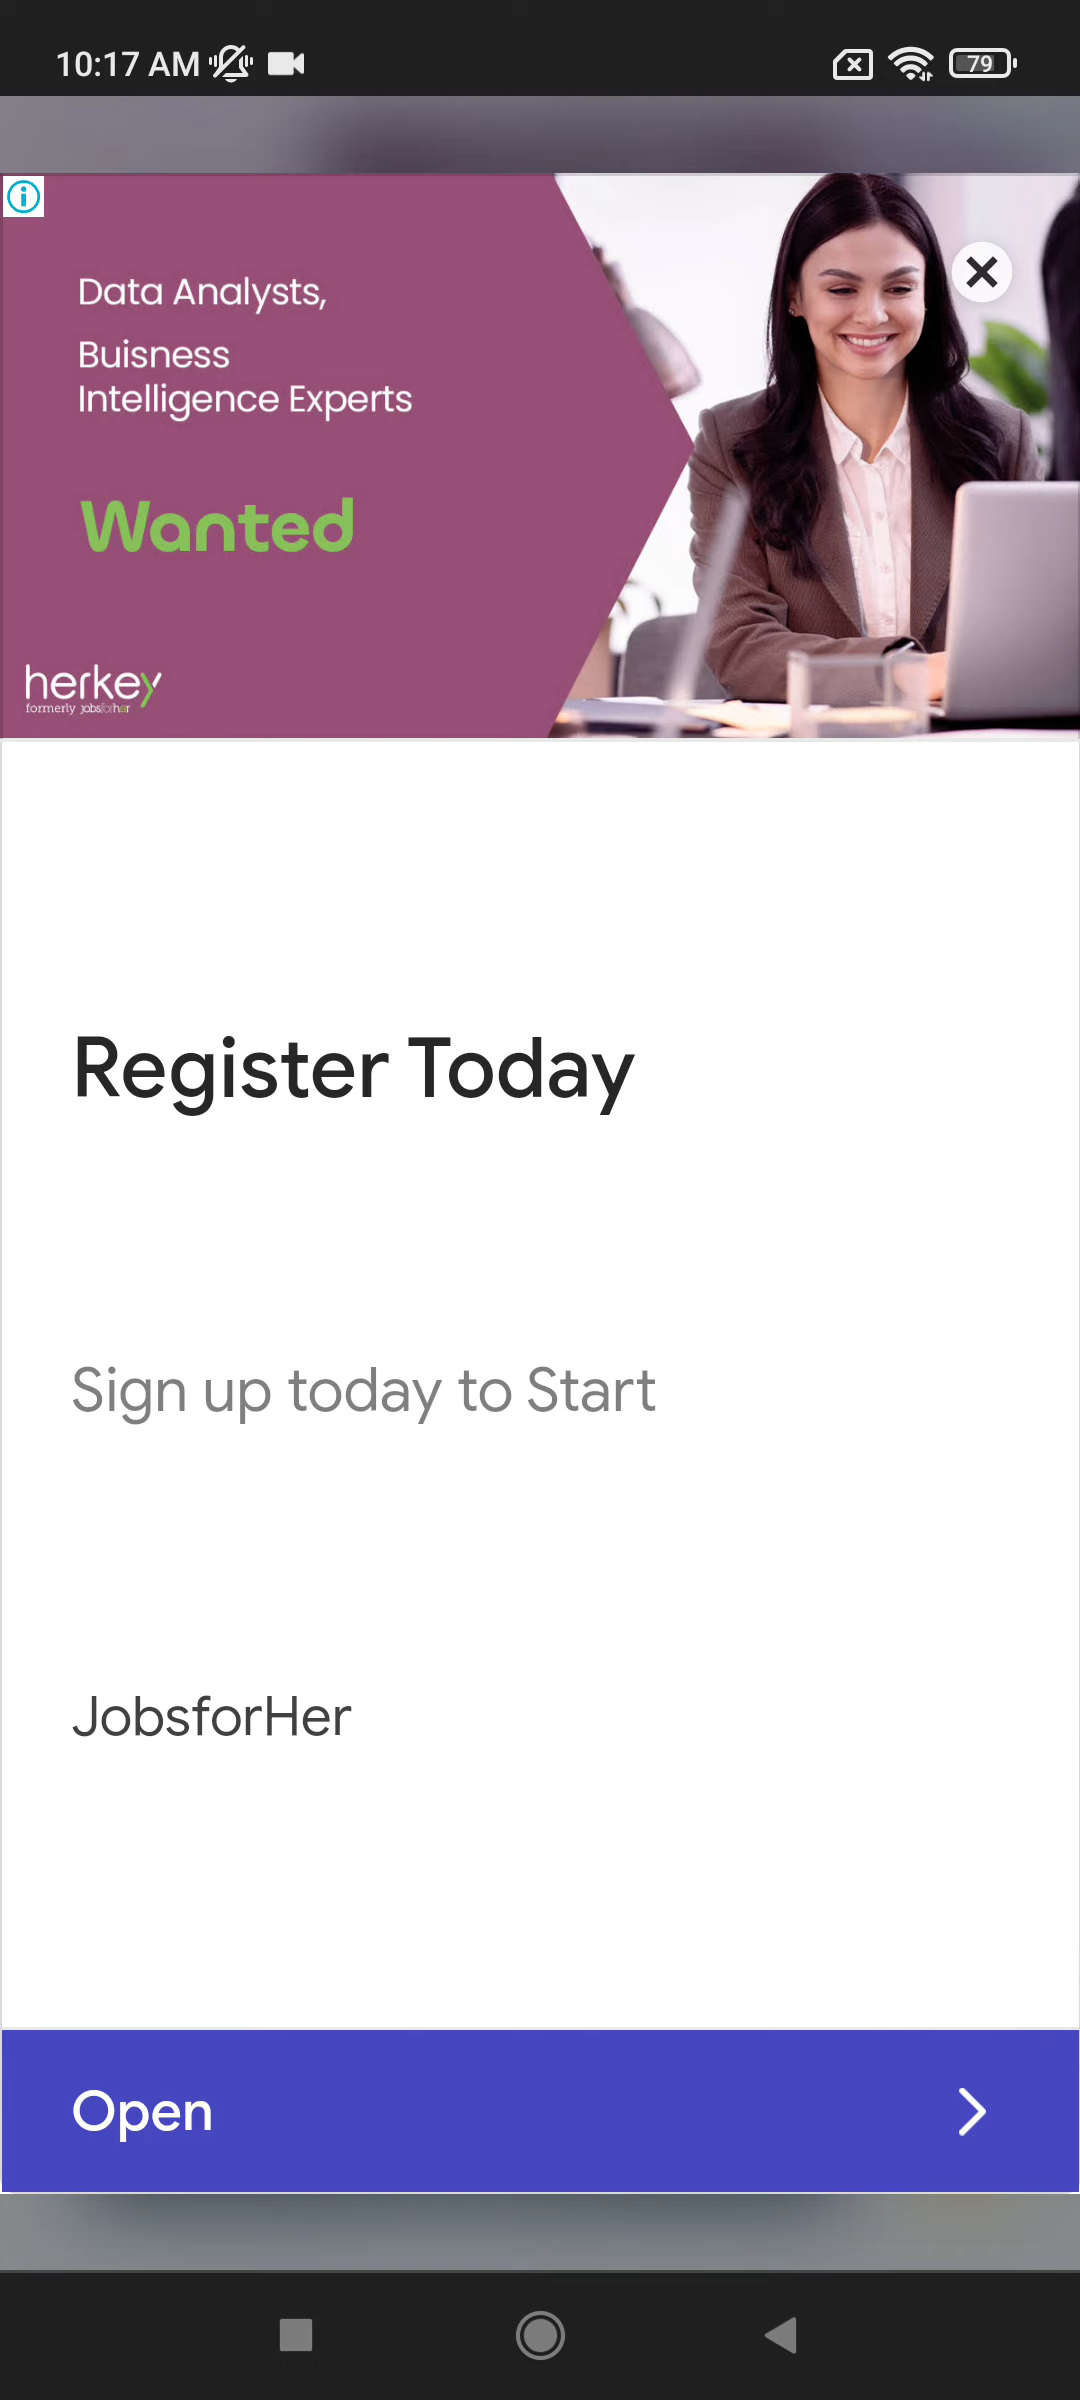 10:17 AM
79
Data Analysts,
Buisness
Intelligence Experts
Wanted
herkey
formerly jobsforher
Register Today
Sign up today to Start
JobsforHer
Open